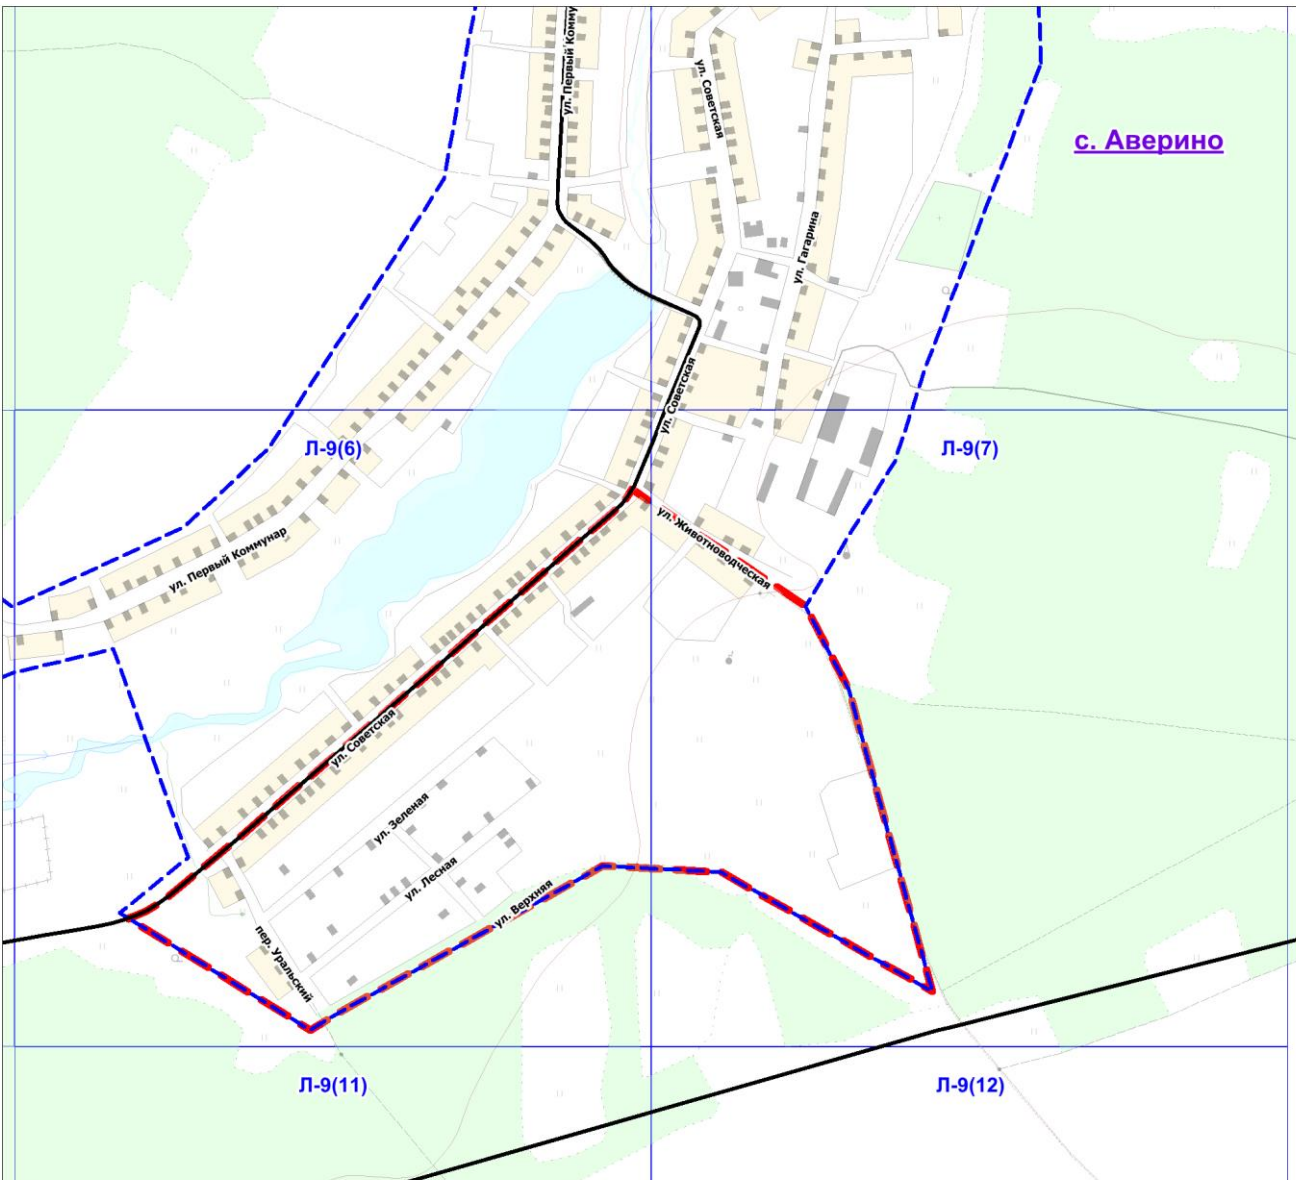 ул. Первый Комму
ул. Советская
с. Аверино
ул. Гагарина
ул. Советская
Л-9(6)
Л-9(7)
ул. Первый Коммунар
ул. Животноводческая
ул. Советская
ул. Зеленая
ул. Лесная
ул. Верхняя
пер. Уральский
Л-9(11)
Л-9(12)